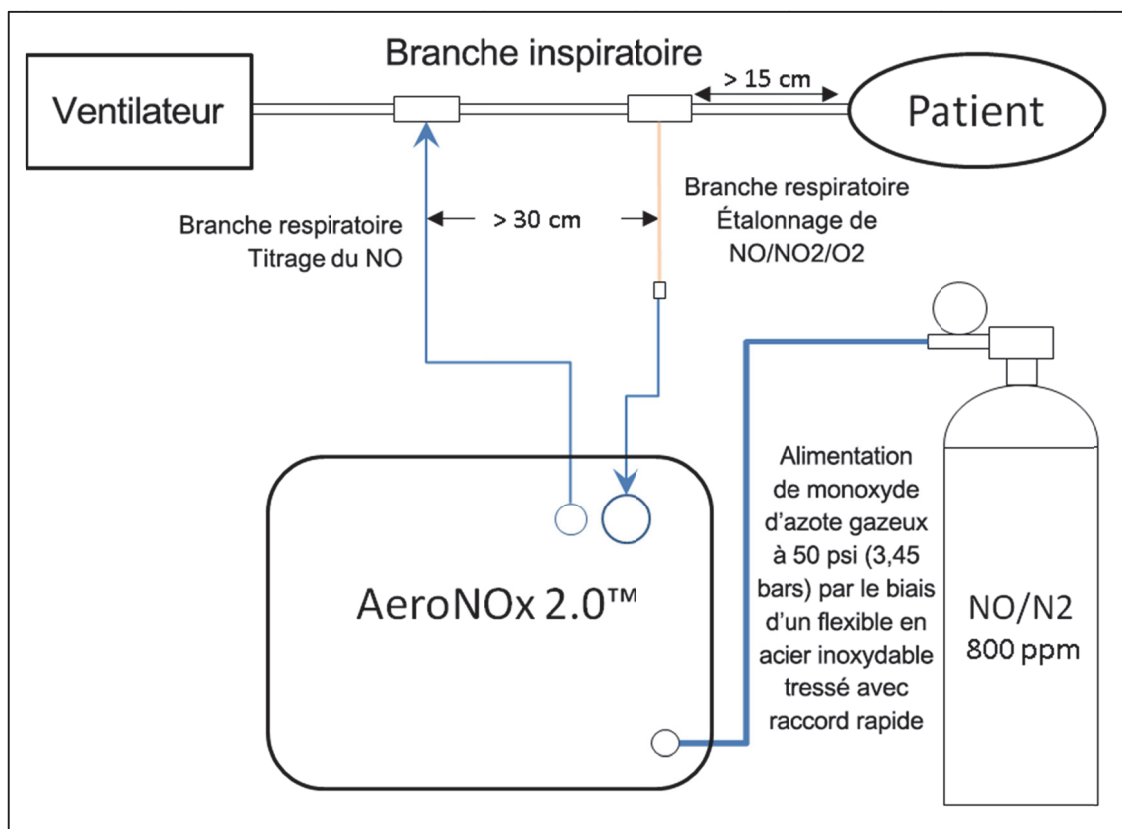 Branche inspiratoire
Ventilateur
> 15 cm
Patient
Branche respiratoire
Titrage du NO
> 30 cm
Branche respiratoire
Étalonnage de
NO/NO2/O2
AeroNOx 2.0™
Alimentation
de monoxyde
d'azote gazeux
à 50 psi (3,45
bars) par le biais
d'un flexible en
acier inoxydable
tressé avec
raccord rapide
NO/N2
800 ppm